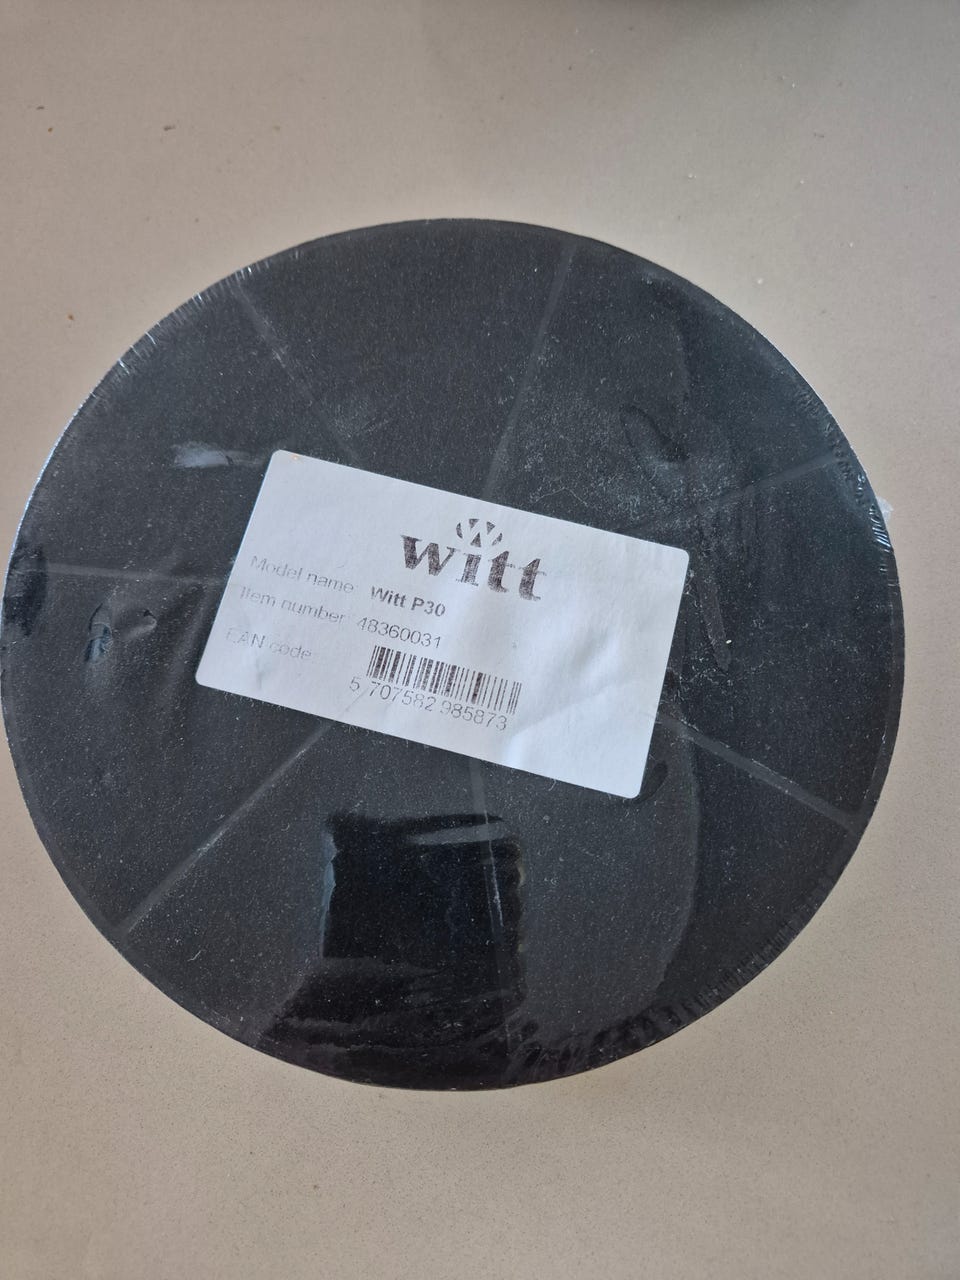 witt
Model name: Witt P30
Item number: 48360031
EAN code:
5 707582 985873